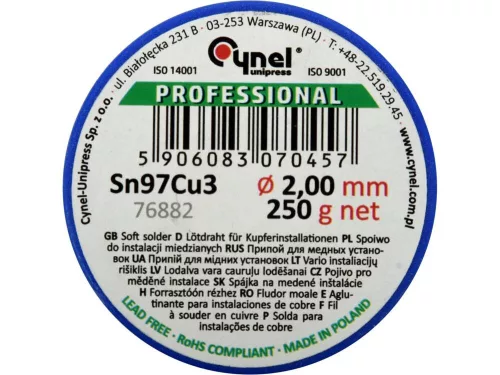 Cynel-Unipress Sp. z o.o. • ul. Białołęcka 231 B • 03-253 Warszawa (PL) • T: +48-22.519.29.45 • www.cynel.com.pl
Cynel
unipress
ISO 14001
ISO 9001
PROFESSIONAL
5 906083 070457
Sn97Cu3
Ø 2,00 mm
76882
250 g net
GB Soft solder D Lötdraht für Kupferinstallationen PL Spoiwo
do instalacji miedzianych RUS Припой для медных устано-
вок UA Припій для мідних установок LT Vario instaliacijų
rišiklis LV Lodalva vara cauruļu lodēšanai CZ Pojivo pro
měděné instalace SK Spájka na medené inštalácie
H Forrasztóón rézhez RO Fludor moale E Aglu-
tinante para instalaciones de cobre F Fil
à souder en cuivre P Solda para
instalações de cobre
LEAD FREE • RoHS COMPLIANT • MADE IN POLAND